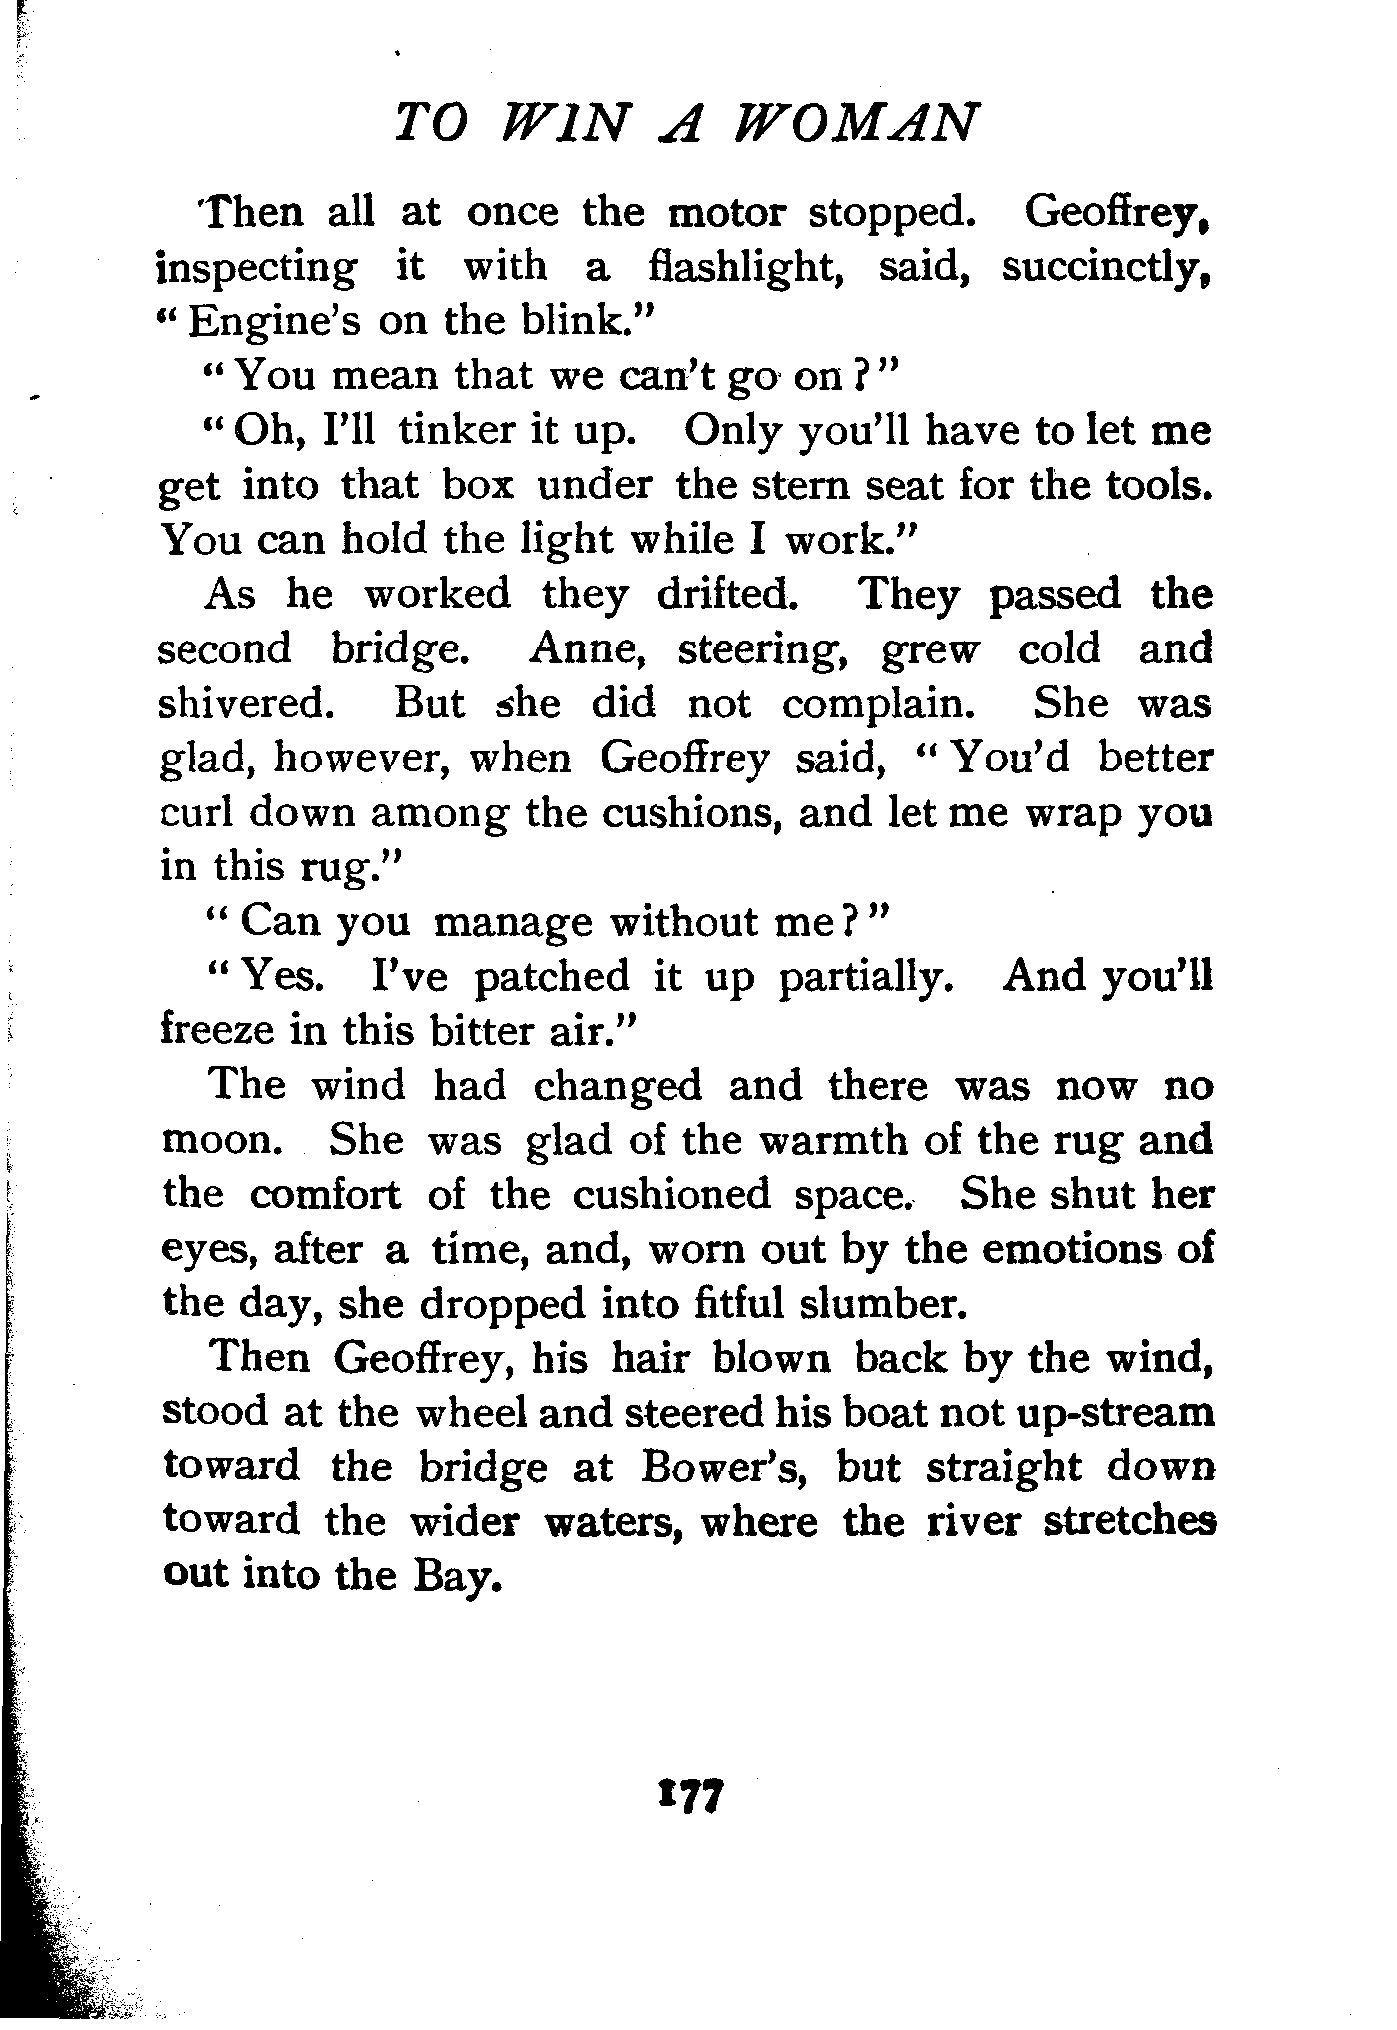 TO WIN A WOMAN
Then all at once the motor stopped. Geoffrey,
inspecting it with a flashlight, said, succinctly,
“ Engine’s on the blink.”
“ You mean that we can’t go on ? ”
“ Oh, I’ll tinker it up. Only you’ll have to let me
get into that box under the stern seat for the tools.
You can hold the light while I work.”
As he worked they drifted. They passed the
second bridge. Anne, steering, grew cold and
shivered. But she did not complain. She was
glad, however, when Geoffrey said, “ You’d better
curl down among the cushions, and let me wrap you
in this rug.”
“ Can you manage without me ? ”
“ Yes. I’ve patched it up partially. And you’ll
freeze in this bitter air.”
The wind had changed and there was now no
moon. She was glad of the warmth of the rug and
the comfort of the cushioned space. She shut her
eyes, after a time, and, worn out by the emotions of
the day, she dropped into fitful slumber.
Then Geoffrey, his hair blown back by the wind,
stood at the wheel and steered his boat not up-stream
toward the bridge at Bower’s, but straight down
toward the wider waters, where the river stretches
out into the Bay.
177